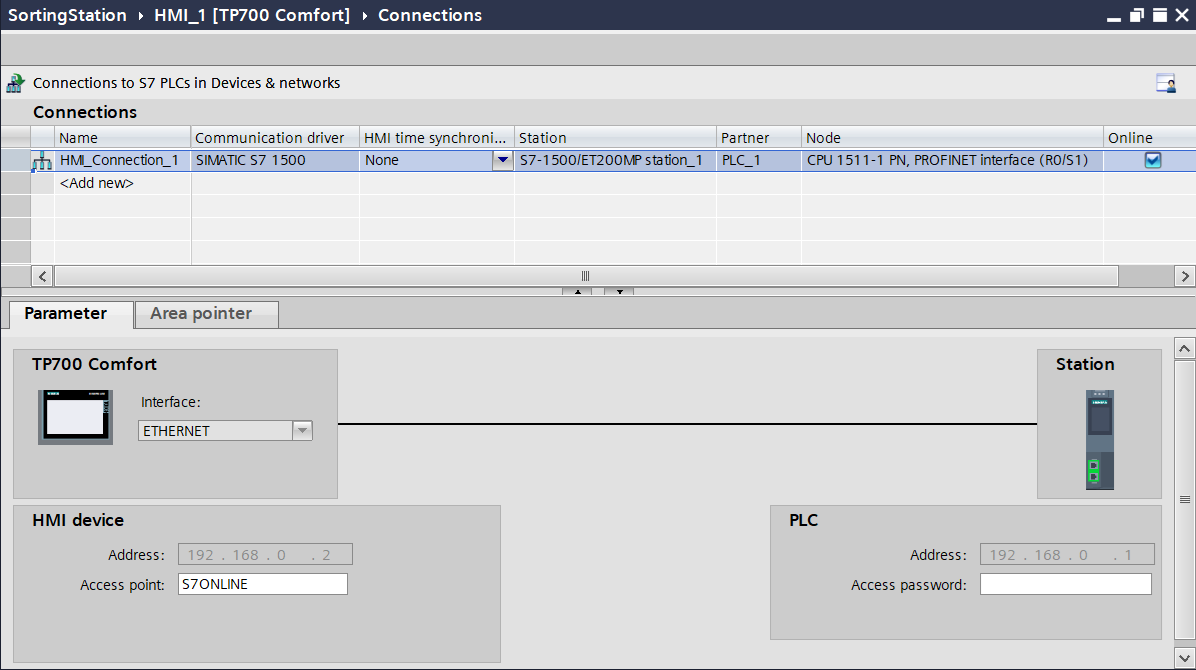 SortingStation › HMI_1 [TP700 Comfort] › Connections
Connections to S7 PLCs in Devices & networks
Connections
Name Communication driver HMI time synchroni... Station Partner Node Online
HMI_Connection_1 SIMATIC S7 1500 None S7-1500/ET200MP station_1 PLC_1 CPU 1511-1 PN, PROFINET interface (R0/S1)
<Add new>
Parameter Area pointer
TP700 Comfort Station
Interface:
ETHERNET
HMI device PLC
Address: 192 . 168 . 0 . 2 Address: 192 . 168 . 0 . 1
Access point: S7ONLINE Access password: